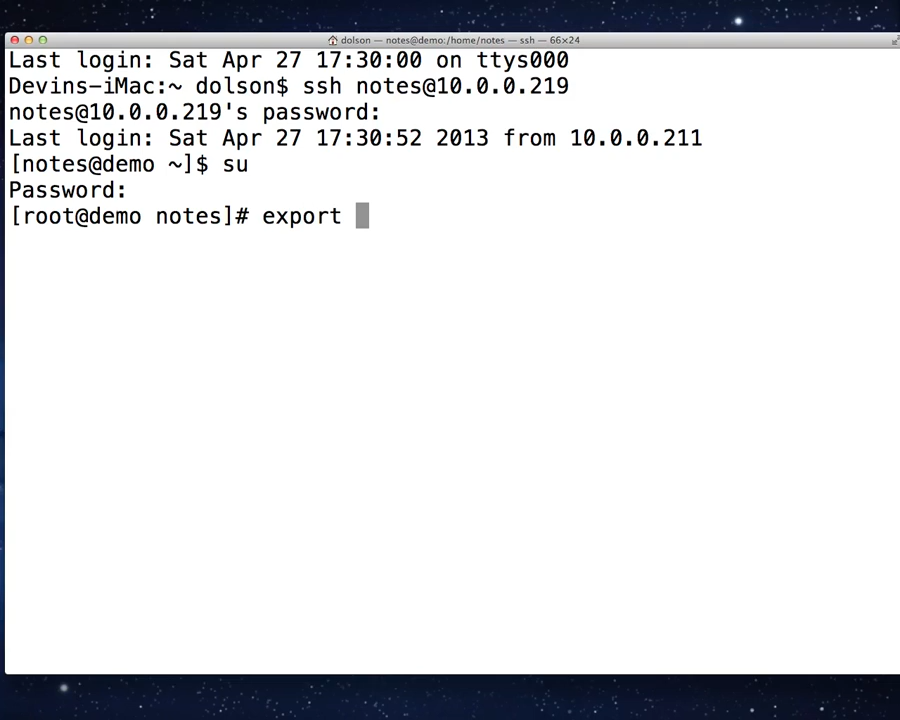 dolson — notes@demo:/home/notes — ssh — 66×24
Last login: Sat Apr 27 17:30:00 on ttys000
Devins-iMac:~ dolson$ ssh notes@10.0.0.219
notes@10.0.0.219's password:
Last login: Sat Apr 27 17:30:52 2013 from 10.0.0.211
[notes@demo ~]$ su
Password:
[root@demo notes]# export